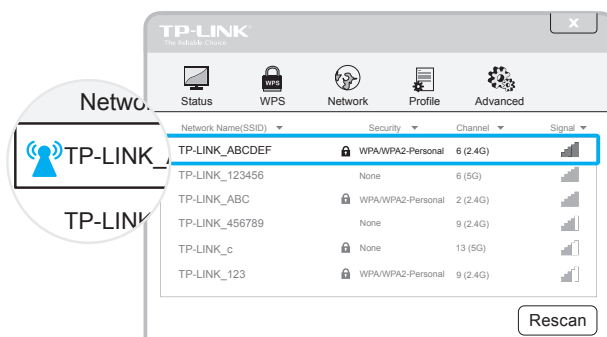 TP-LINK
The Reliable Choice
X
WPS
Status WPS Network Profile Advanced
Network Name(SSID) Security Channel Signal
TP-LINK_ABCDEF WPA/WPA2-Personal 6 (2.4G)
TP-LINK_123456 None 6 (5G)
TP-LINK_ABC WPA/WPA2-Personal 2 (2.4G)
TP-LINK_456789 None 9 (2.4G)
TP-LINK_c None 13 (5G)
TP-LINK_123 WPA/WPA2-Personal 9 (2.4G)
Rescan
Netwo
TP-LINK_
TP-LINK